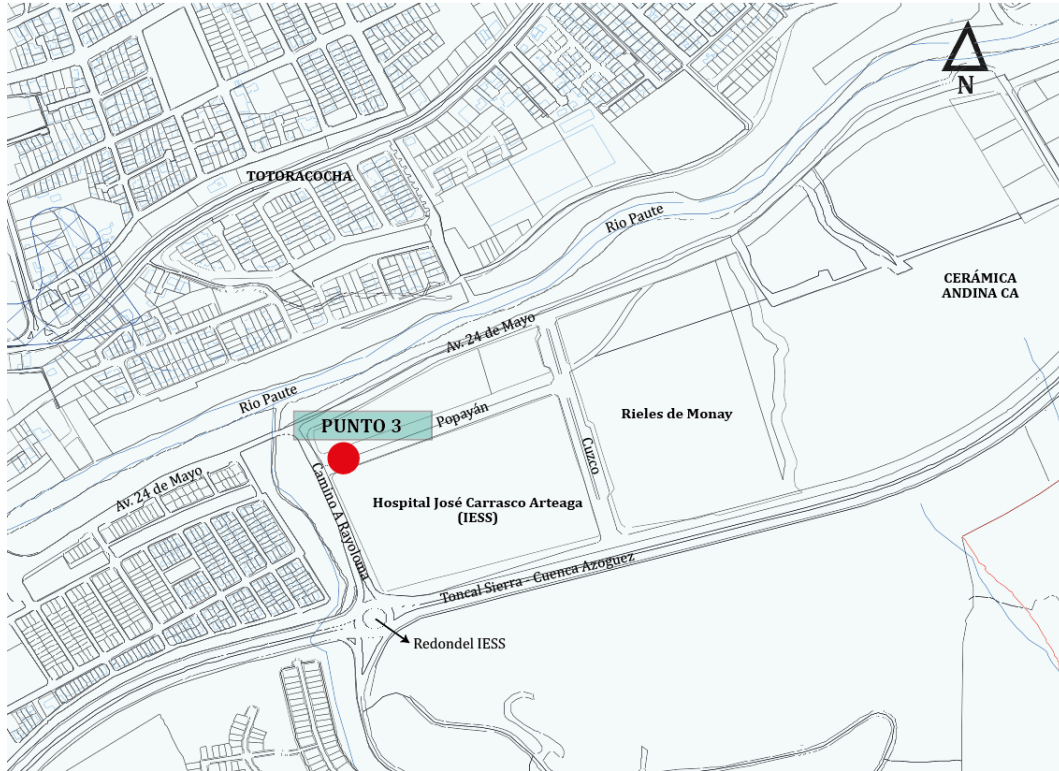 N
TOTORACOCHA
Rio Paute
CERÁMICA
ANDINA CA
Av. 24 de Mayo
Rio Paute
PUNTO 3
Popayán
Rieles de Monay
Cuzco
Av. 24 de Mayo
Camino A Rayoloma
Hospital José Carrasco Arteaga
(IESS)
Toncal Sierra - Cuenca Azoguez
Redondel IESS